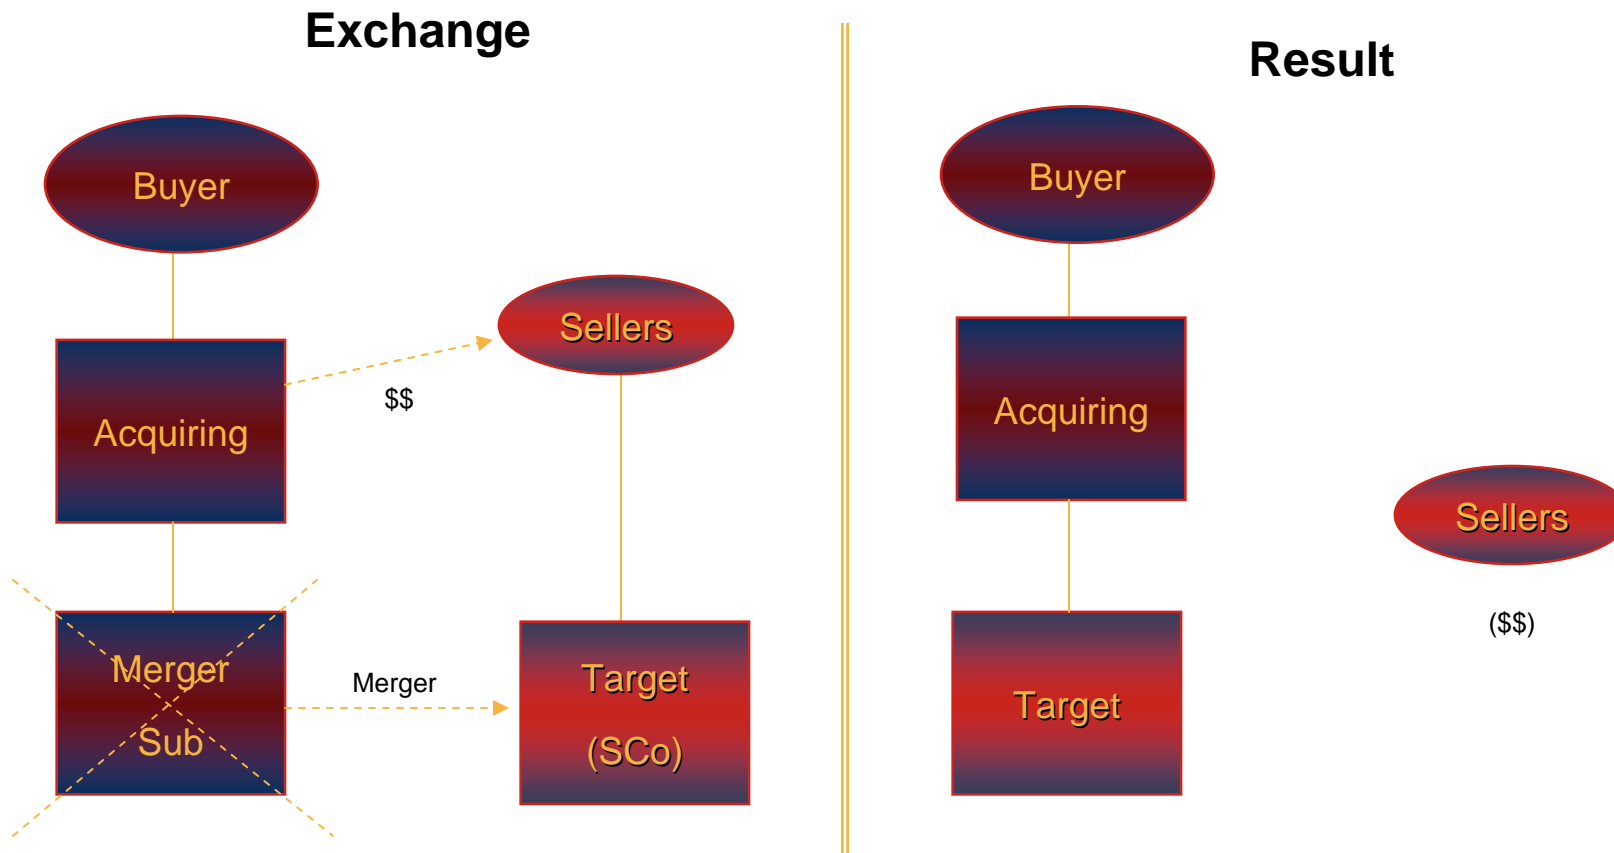 Exchange
Buyer
Sellers
$$
Acquiring
Merger
Sub
Merger
Target
(SCo)
Result
Buyer
Acquiring
Sellers
($$)
Target